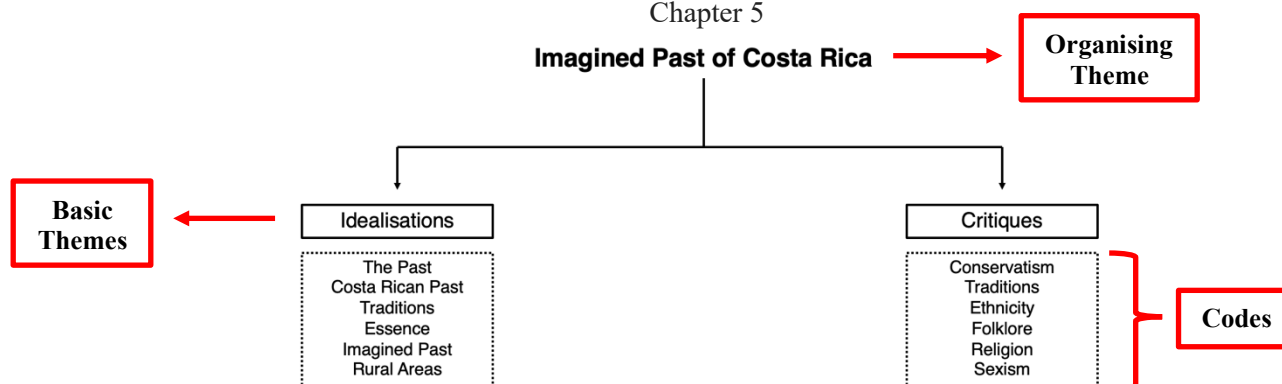 Chapter 5
Imagined Past of Costa Rica
Organising
Theme
Basic
Themes
Idealisations
The Past
Costa Rican Past
Traditions
Essence
Imagined Past
Rural Areas
Critiques
Conservatism
Traditions
Ethnicity
Folklore
Religion
Sexism
Codes